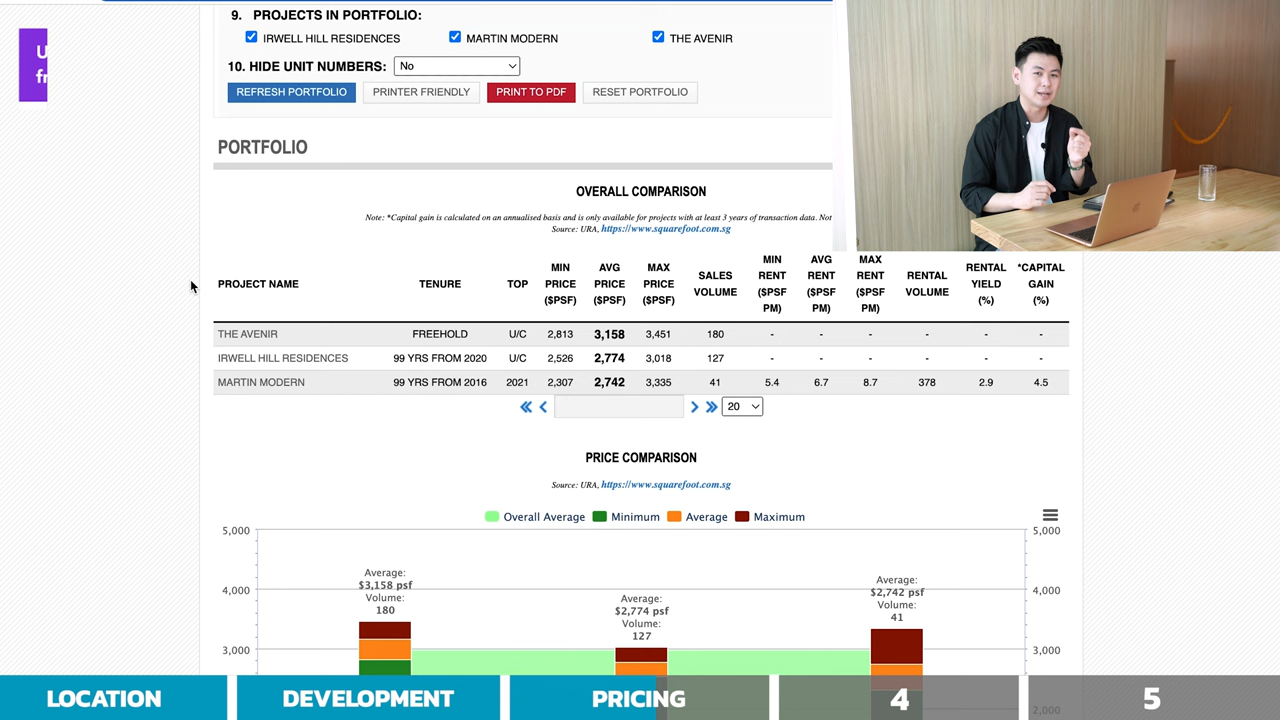 9. PROJECTS IN PORTFOLIO:
IRWELL HILL RESIDENCES MARTIN MODERN THE AVENIR
10. HIDE UNIT NUMBERS: No
REFRESH PORTFOLIO PRINTER FRIENDLY PRINT TO PDF RESET PORTFOLIO
U
fr
PORTFOLIO
OVERALL COMPARISON
Note: *Capital gain is calculated on an annualised basis and is only available for projects with at least 3 years of transaction data. Not
Source: URA, https://www.squarefoot.com.sg
PROJECT NAME TENURE TOP MIN PRICE ($PSF) AVG PRICE ($PSF) MAX PRICE ($PSF) SALES VOLUME MIN RENT ($PSF PM) AVG RENT ($PSF PM) MAX RENT ($PSF PM) RENTAL VOLUME RENTAL YIELD (%) *CAPITAL GAIN (%)
THE AVENIR FREEHOLD U/C 2,813 3,158 3,451 180 - - - - - -
IRWELL HILL RESIDENCES 99 YRS FROM 2020 U/C 2,526 2,774 3,018 127 - - - - - -
MARTIN MODERN 99 YRS FROM 2016 2021 2,307 2,742 3,335 41 5.4 6.7 8.7 378 2.9 4.5
20
PRICE COMPARISON
Source: URA, https://www.squarefoot.com.sg
Overall Average Minimum Average Maximum
5,000 5,000
4,000 4,000
3,000 3,000
2,000
Average:
$3,158 psf
Volume:
180
Average:
$2,774 psf
Volume:
127
Average:
$2,742 psf
Volume:
41
LOCATION DEVELOPMENT PRICING 4 5